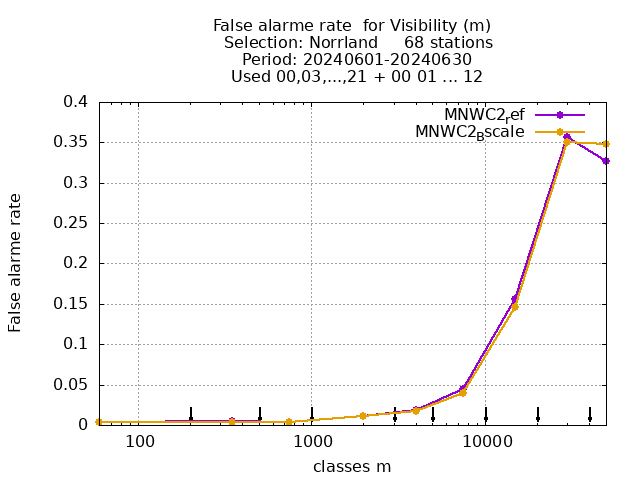 False alarme rate  for Visibility (m)
Selection: Norrland     68 stations
Period: 20240601-20240630
Used 00,03,...,21 + 00 01 ... 12
MNWC2ref
MNWC2Bscale
0.4
0.35
0.3
0.25
0.2
0.15
0.1
0.05
0
False alarme rate
100 1000 10000
classes m